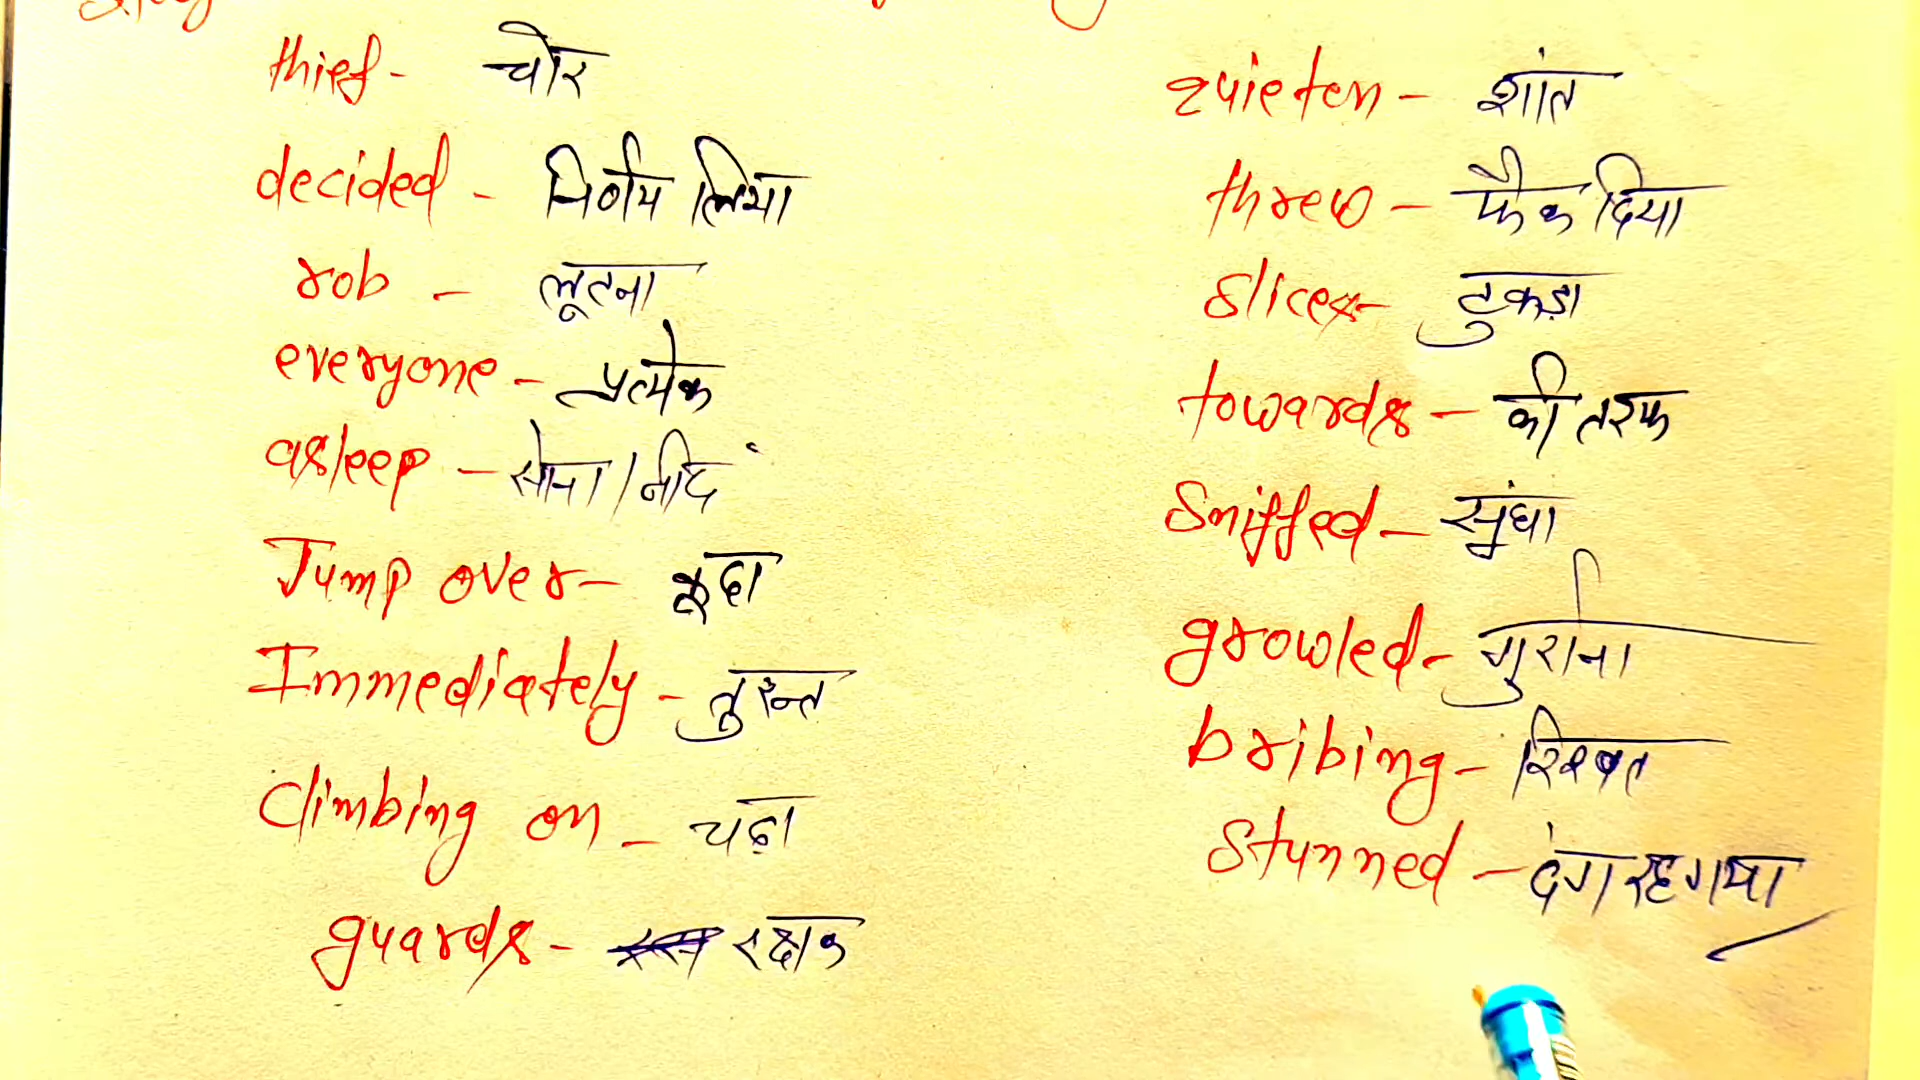 thief - चोर
decided - निर्णय लिया
rob - लूटना
everyone - प्रत्येक
asleep - सोना / नीदं
Jump over - कूदा
Immediately - तुरन्त
Climbing on - चढ़ा
guards - रक्षक
quieten - शांत
threw - फैक दिया
slices - टुकड़ा
towards - की तरफ
Sniffed - सुंघा
growled - गुर्राना
bribing - रिश्वत
Stunned - दंग रह गया